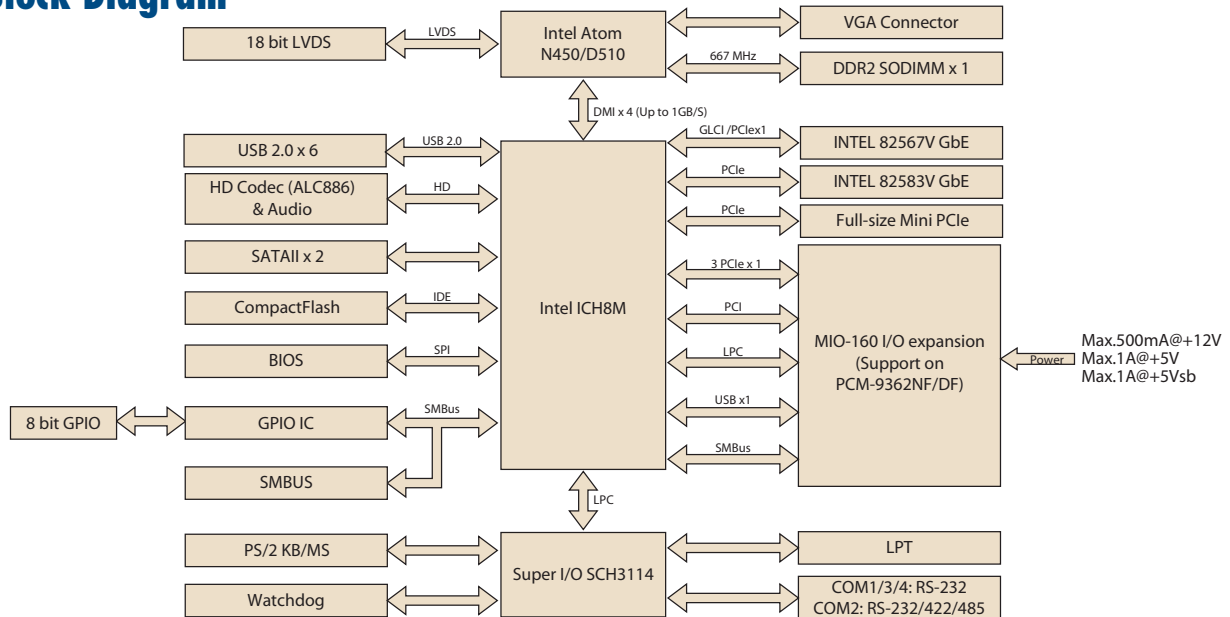 Block Diagram
18 bit LVDS
LVDS
Intel Atom
N450/D510
VGA Connector
667 MHz
DDR2 SODIMM x 1
DMI x 4 (Up to 1GB/S)
USB 2.0 x 6
USB 2.0
GLCI /PCIex1
INTEL 82567V GbE
HD Codec (ALC886)
& Audio
HD
PCIe
INTEL 82583V GbE
PCIe
Full-size Mini PCIe
SATAII x 2
3 PCIe x 1
CompactFlash
IDE
Intel ICH8M
PCI
MIO-160 I/O expansion
(Support on
PCM-9362NF/DF)
Power
Max.500mA@+12V
Max.1A@+5V
Max.1A@+5Vsb
BIOS
SPI
LPC
8 bit GPIO
GPIO IC
SMBus
USB x1
SMBUS
SMBus
LPC
PS/2 KB/MS
Super I/O SCH3114
LPT
Watchdog
COM1/3/4: RS-232
COM2: RS-232/422/485